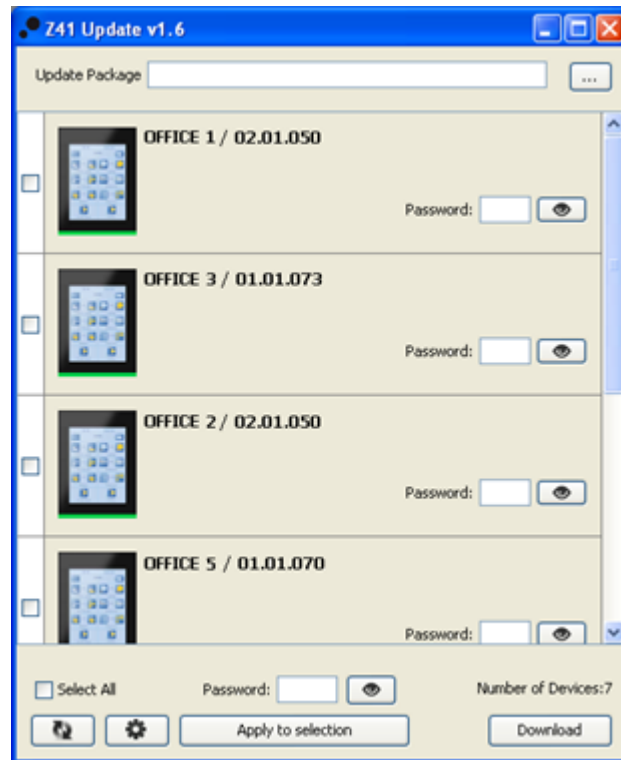 Z41 Update v1.6
Update Package
...
OFFICE 1 / 02.01.050
Password:
OFFICE 3 / 01.01.073
Password:
OFFICE 2 / 02.01.050
Password:
OFFICE 5 / 01.01.070
Password:
Select All Password: Number of Devices:7
Apply to selection Download